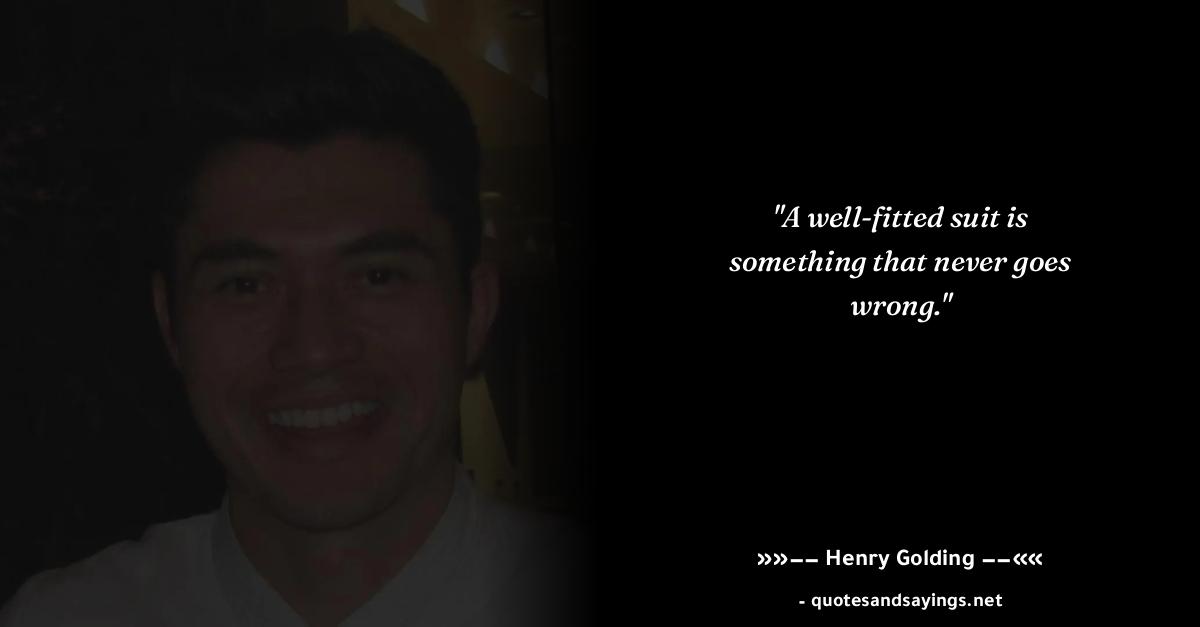 "A well-fitted suit is
something that never goes
wrong."
»»−− Henry Golding −−««
- quotesandsayings.net